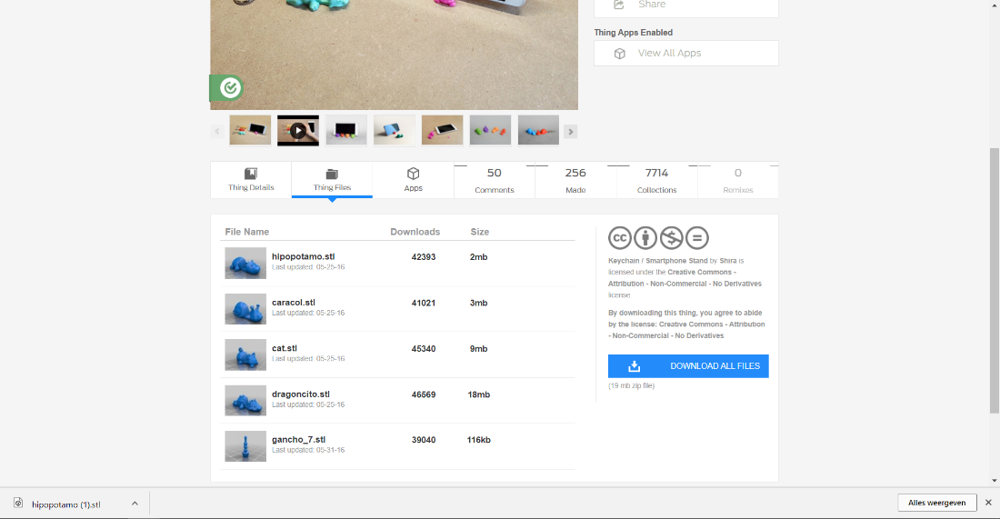 Share
Thing Apps Enabled
View All Apps
Thing Details
Thing Files
Apps
50
Comments
256
Made
7714
Collections
0
Remixes
File Name Downloads Size
hipopotamo.stl 42393 2mb
Last updated: 05-25-16
caracol.stl 41021 3mb
Last updated: 05-25-16
cat.stl 45340 9mb
Last updated: 05-25-16
dragoncito.stl 46569 18mb
Last updated: 05-25-16
gancho_7.stl 39040 116kb
Last updated: 05-31-16
cc
Keychain / Smartphone Stand by Shira is
licensed under the Creative Commons -
Attribution - Non-Commercial - No Derivatives
license.
By downloading this thing, you agree to abide
by the license: Creative Commons - Attribution
- Non-Commercial - No Derivatives
DOWNLOAD ALL FILES
(19 mb zip file)
hipopotamo (1).stl
Alles weergeven